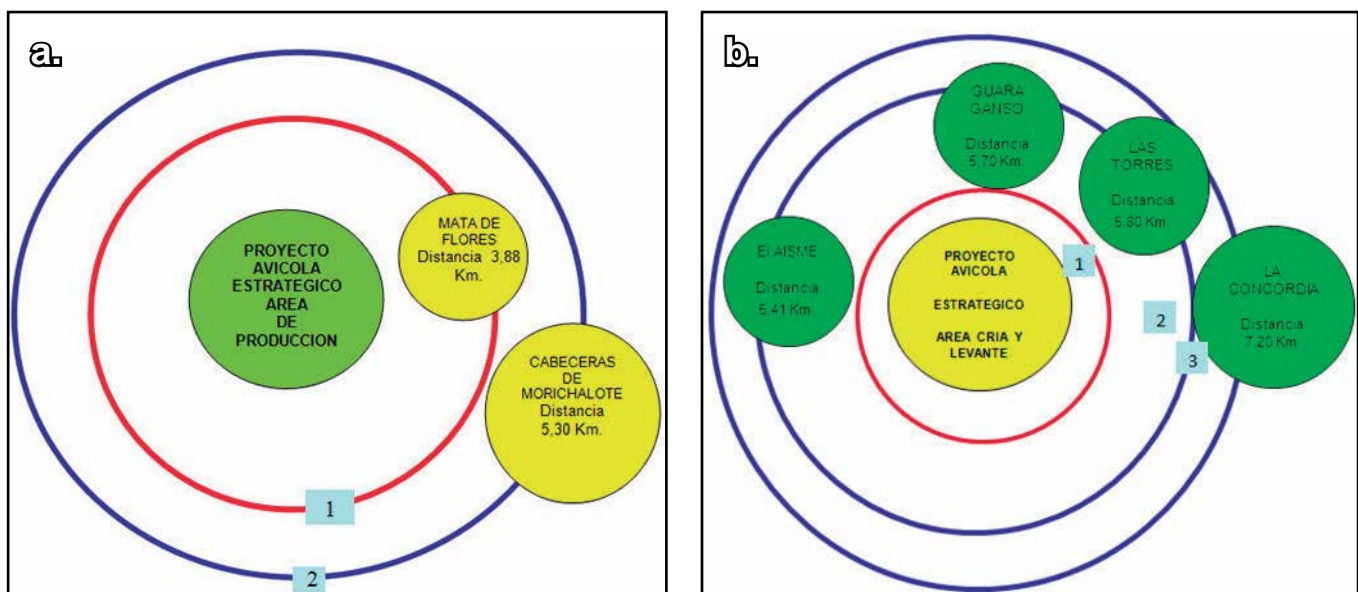 a.
PROYECTO
AVICOLA
ESTRATEGICO
AREA
DE
PRODUCCION
MATA DE
FLORES
Distancia 3,88
Km.
CABECERAS
DE
MORICHALOTE
Distancia
5,30 Km.
1
2
b.
GUARA
GANSO
Distancia
5,70 Km.
LAS
TORRES
Distancia
5.80 Km.
El AISME
Distancia
5,41 Km.
PROYECTO
AVICOLA
ESTRATEGICO
AREA CRIA Y
LEVANTE
LA
CONCORDIA
Distancia
7,20 Km
1
2
3